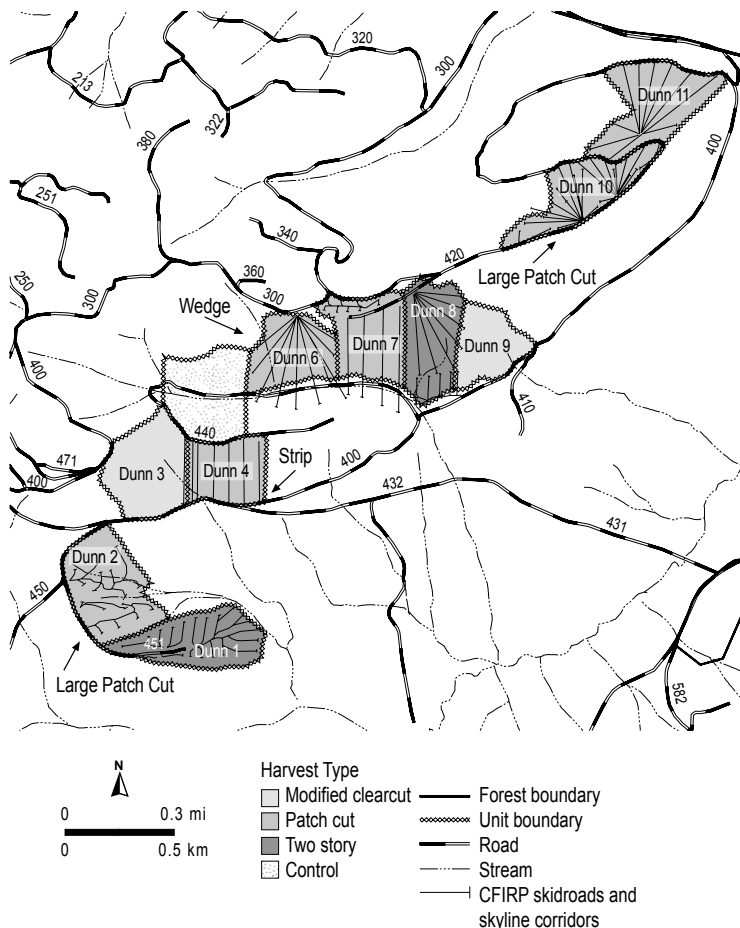 320
300
213
322
380
Dunn 11
400
251
Dunn 10
340
420
250
360
Large Patch Cut
300
300
Wedge
Dunn 8
Dunn 6
Dunn 7
Dunn 9
400
410
440
471
Dunn 3
Dunn 4
Strip
400
400
432
431
Dunn 2
450
451
Dunn 1
Large Patch Cut
582
N
0 0.3 mi
0 0.5 km
Harvest Type
Modified clearcut
Patch cut
Two story
Control
Forest boundary
Unit boundary
Road
Stream
CFIRP skidroads and
skyline corridors